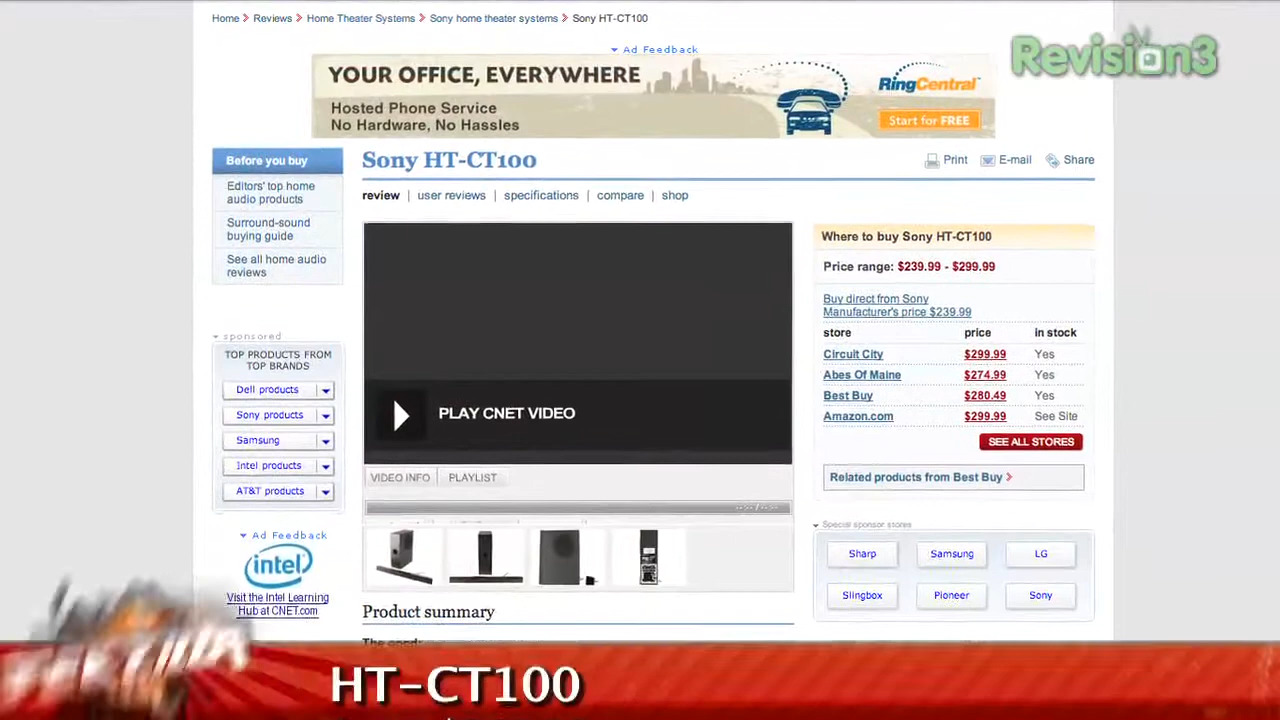 Home > Reviews > Home Theater Systems > Sony home theater systems > Sony HT-CT100
Ad Feedback
Revision3
YOUR OFFICE, EVERYWHERE
Hosted Phone Service
No Hardware, No Hassles
RingCentral
Start for FREE
Before you buy
Editors' top home
audio products
Surround-sound
buying guide
See all home audio
reviews
Sony HT-CT100
Print E-mail Share
review | user reviews | specifications | compare | shop
PLAY CNET VIDEO
VIDEO INFO PLAYLIST
--:-- / --:--
Where to buy Sony HT-CT100
Price range: $239.99 - $299.99
Buy direct from Sony
Manufacturer's price $239.99
store price in stock
Circuit City $299.99 Yes
Abes Of Maine $274.99 Yes
Best Buy $280.49 Yes
Amazon.com $299.99 See Site
SEE ALL STORES
Related products from Best Buy >
sponsored
TOP PRODUCTS FROM
TOP BRANDS
Dell products
Sony products
Samsung
Intel products
AT&T products
Ad Feedback
intel
Visit the Intel Learning
Hub at CNET.com
Special sponsor stores
Sharp Samsung LG
Slingbox Pioneer Sony
Product summary
HT-CT100